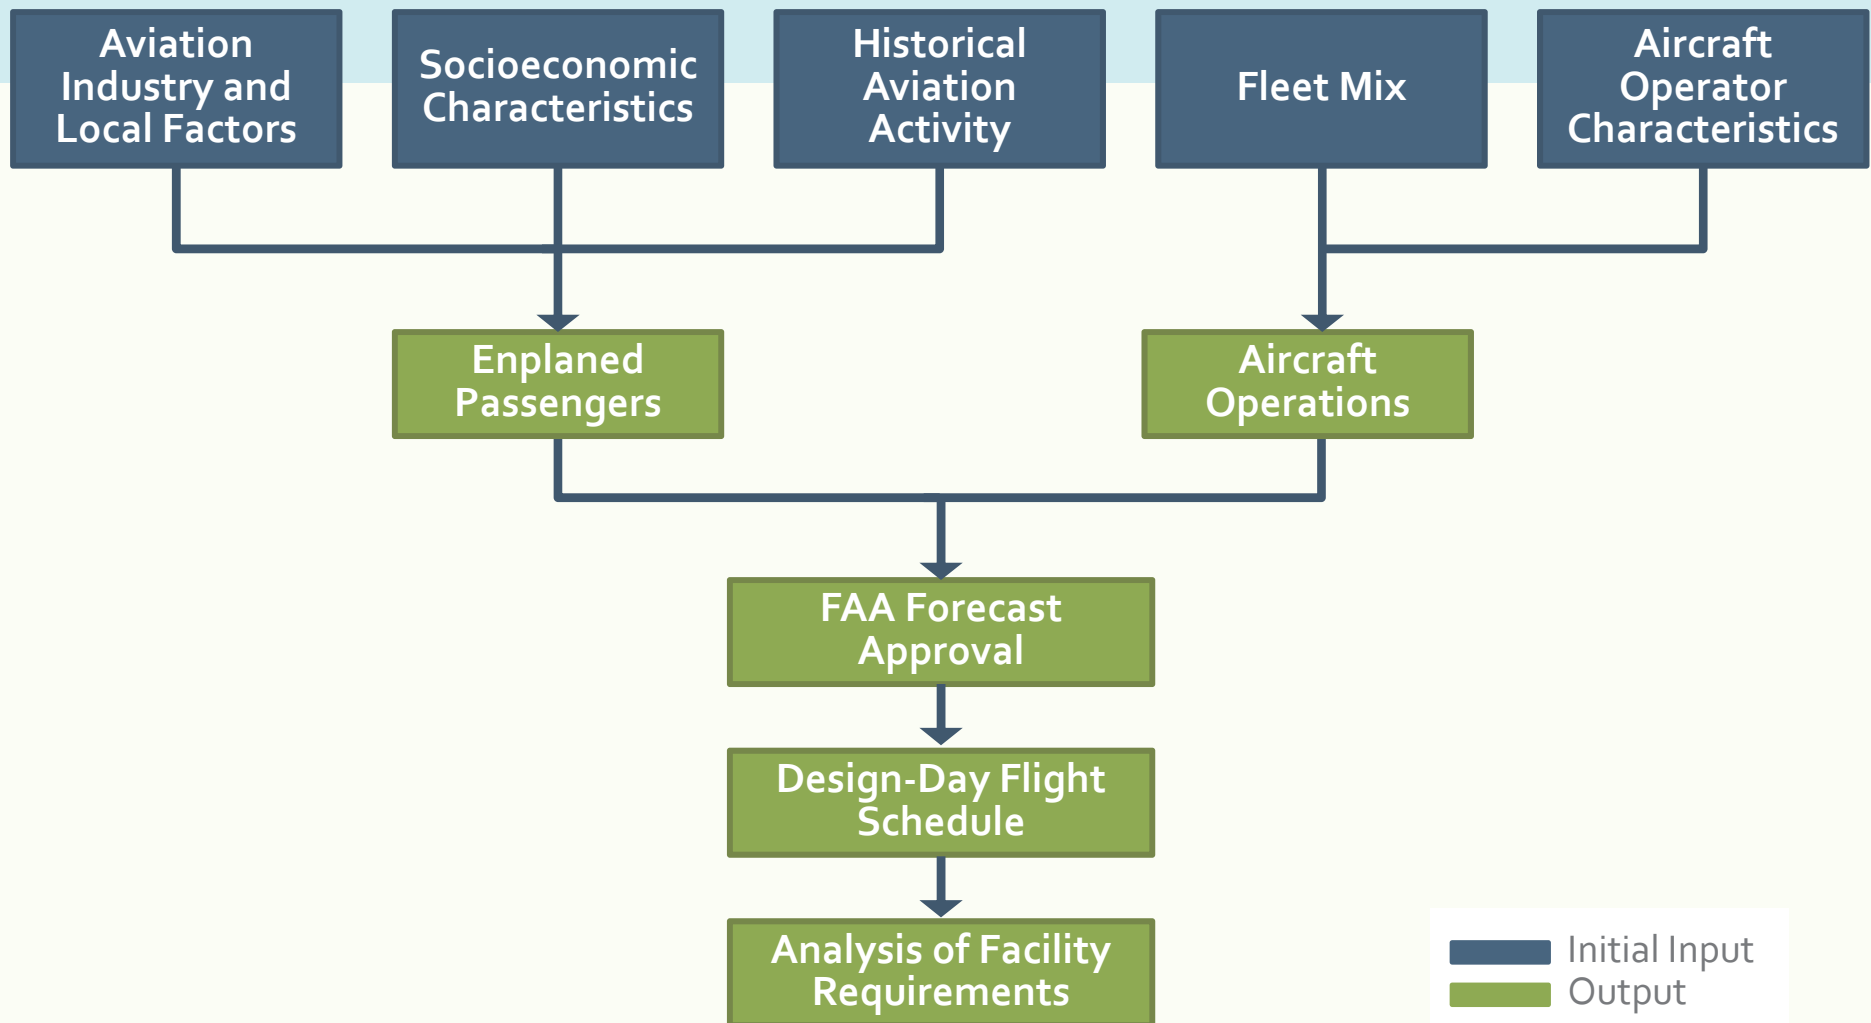 Aviation
Industry and
Local Factors
Socioeconomic
Characteristics
Historical
Aviation
Activity
Fleet Mix
Aircraft
Operator
Characteristics
Enplaned
Passengers
Aircraft
Operations
FAA Forecast
Approval
Design-Day Flight
Schedule
Analysis of Facility
Requirements
Initial Input
Output